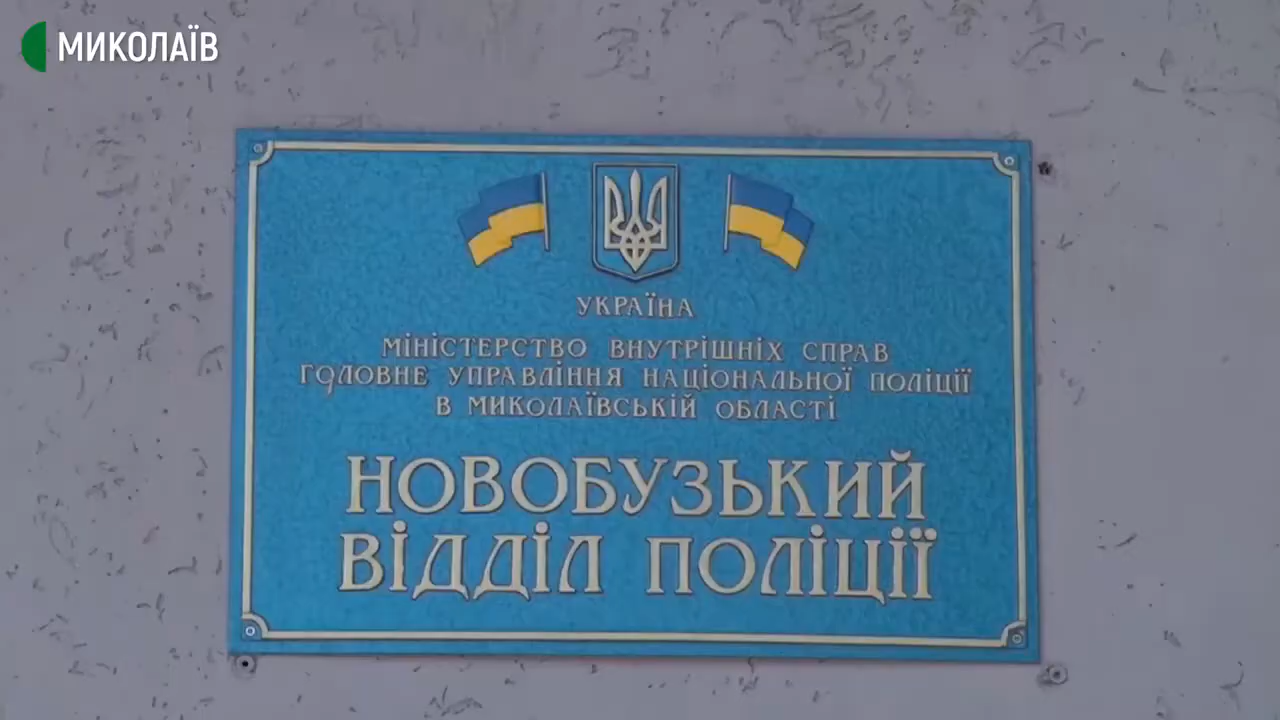 МИКОЛАЇВ
УКРАЇНА
МІНІСТЕРСТВО ВНУТРІШНІХ СПРАВ
ГОЛОВНЕ УПРАВЛІННЯ НАЦІОНАЛЬНОЇ ПОЛІЦІЇ
В МИКОЛАЇВСЬКІЙ ОБЛАСТІ
НОВОБУЗЬКИЙ
ВІДДІЛ ПОЛІЦІЇ